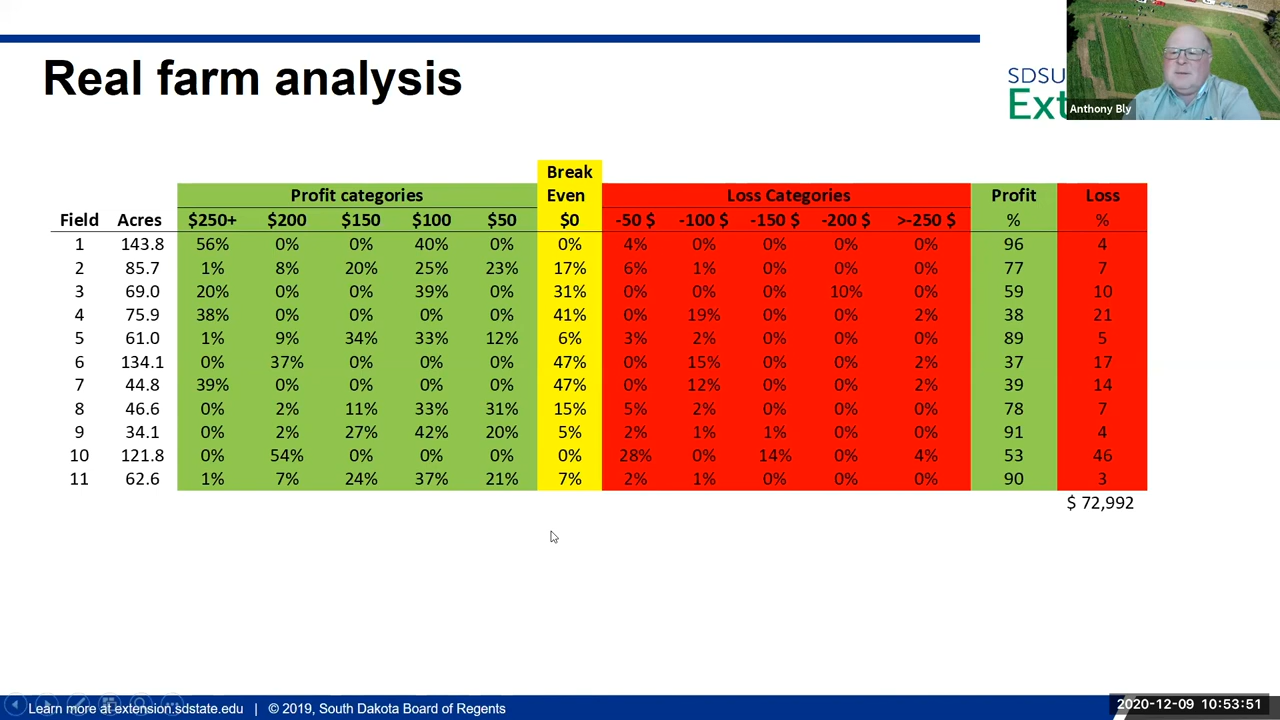 Real farm analysis
SDSU
Ext
Anthony Bly
Break
Profit categories Even Loss Categories Profit Loss
Field Acres $250+ $200 $150 $100 $50 $0 -50 $ -100 $ -150 $ -200 $ >-250 $ % %
1 143.8 56% 0% 0% 40% 0% 0% 4% 0% 0% 0% 0% 96 4
2 85.7 1% 8% 20% 25% 23% 17% 6% 1% 0% 0% 0% 77 7
3 69.0 20% 0% 0% 39% 0% 31% 0% 0% 0% 10% 0% 59 10
4 75.9 38% 0% 0% 0% 0% 41% 0% 19% 0% 0% 2% 38 21
5 61.0 1% 9% 34% 33% 12% 6% 3% 2% 0% 0% 0% 89 5
6 134.1 0% 37% 0% 0% 0% 47% 0% 15% 0% 0% 2% 37 17
7 44.8 39% 0% 0% 0% 0% 47% 0% 12% 0% 0% 2% 39 14
8 46.6 0% 2% 11% 33% 31% 15% 5% 2% 0% 0% 0% 78 7
9 34.1 0% 2% 27% 42% 20% 5% 2% 1% 1% 0% 0% 91 4
10 121.8 0% 54% 0% 0% 0% 0% 28% 0% 14% 0% 4% 53 46
11 62.6 1% 7% 24% 37% 21% 7% 2% 1% 0% 0% 0% 90 3
$ 72,992
Learn more at extension.sdstate.edu | © 2019, South Dakota Board of Regents
2020-12-09 10:53:51